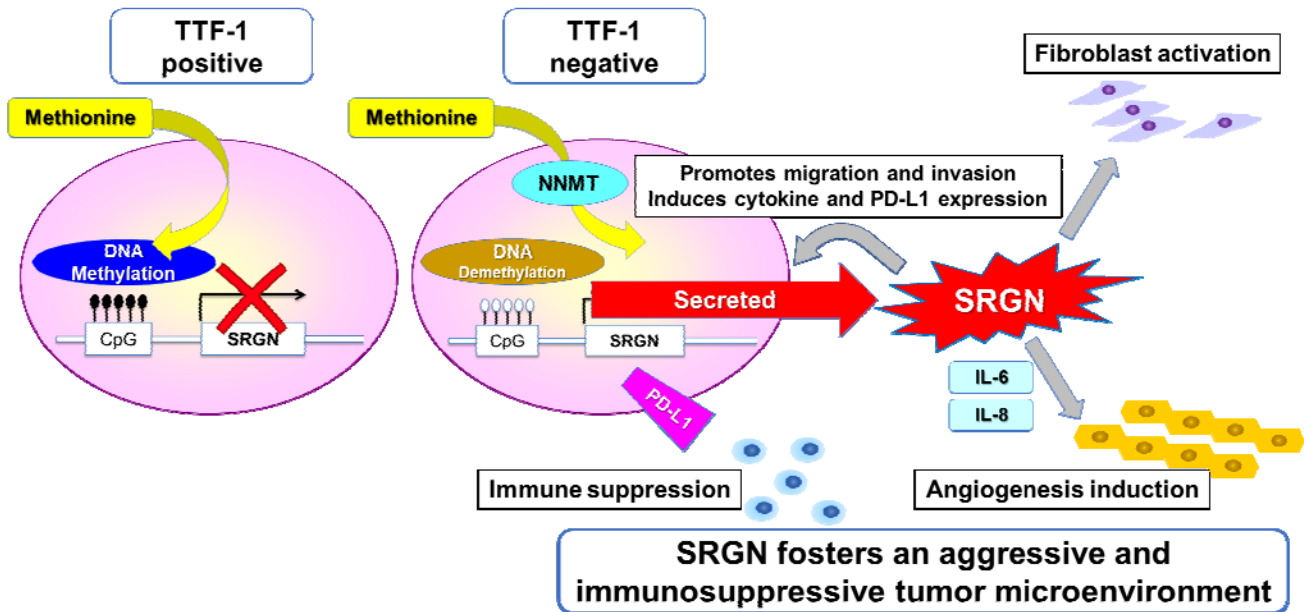 TTF-1
positive
TTF-1
negative
Fibroblast activation
Methionine
Methionine
NNMT
Promotes migration and invasion
Induces cytokine and PD-L1 expression
DNA
Methylation
CpG
SRGN
DNA
Demethylation
CpG
SRGN
Secreted
SRGN
PD-L1
IL-6
IL-8
Immune suppression
Angiogenesis induction
SRGN fosters an aggressive and
immunosuppressive tumor microenvironment